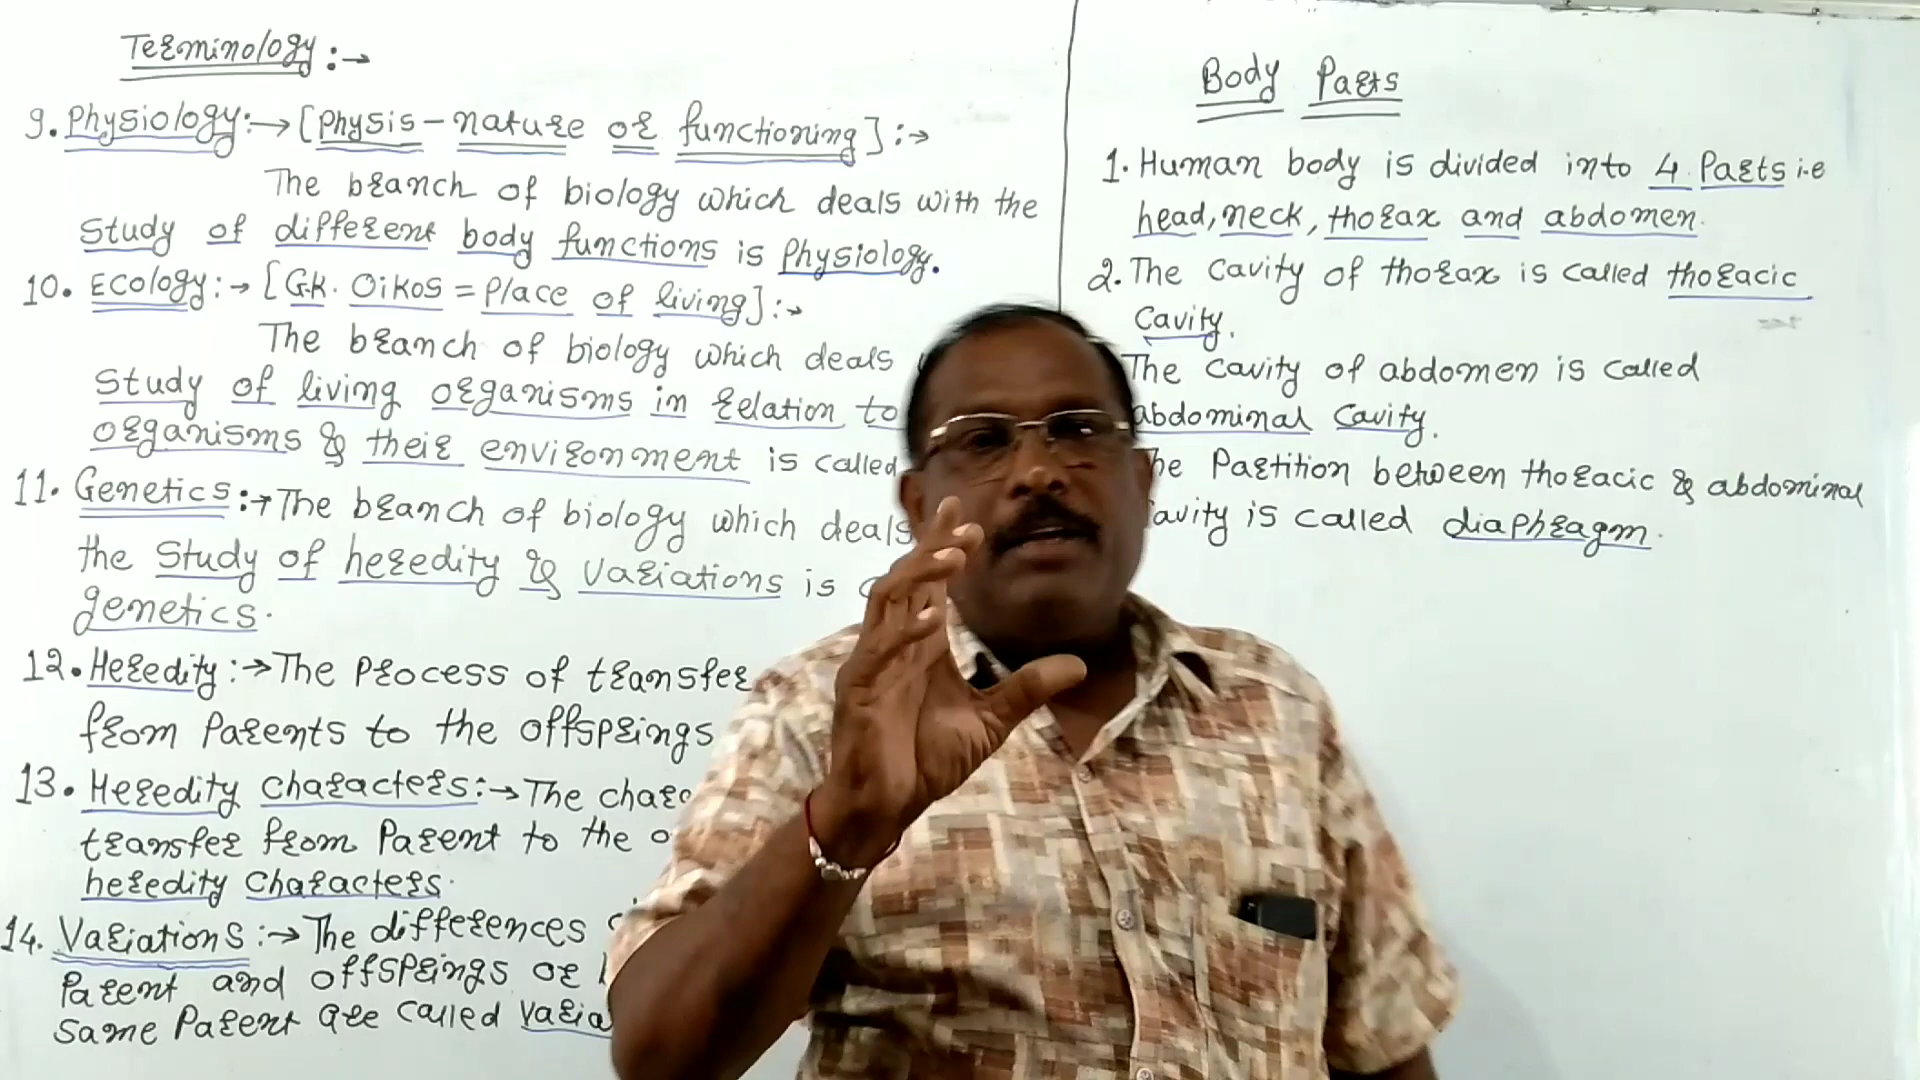 Terminology :→
9. Physiology :→ [Physis - nature or functioning] :→
The branch of biology which deals with the
study of different body functions is Physiology.
10. Ecology :→ [Gk. Oikos = Place of living] :→
The branch of biology which deals
study of living organisms in relation to
organisms & their environment is called
11. Genetics :→ The branch of biology which deals
the study of heredity & variations is
genetics.
12. Heredity :→ The Process of transfer
from Parents to the offsprings
13. Heredity Characters :→ The
transfer from Parent to the
heredity Characters.
14. Variations :→ The differences
Parent and offsprings or
same Parent are called
Body Parts
1. Human body is divided into 4 Parts i.e
head, neck, thorax and abdomen.
2. The Cavity of thorax is called thoracic
Cavity.
The cavity of abdomen is called
abdominal Cavity.
Partition between thoracic & abdominal
is called diaphragm.